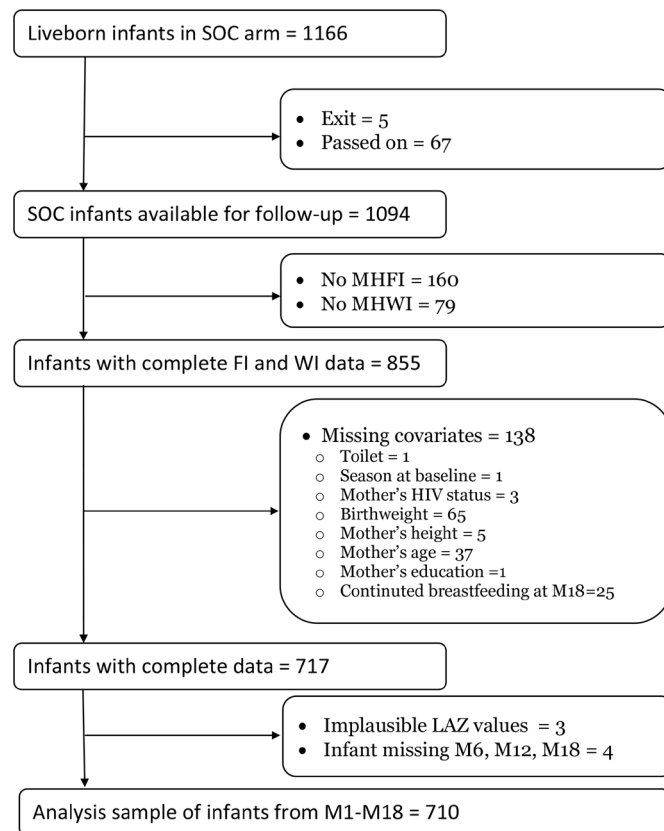 Liveborn infants in SOC arm = 1166
• Exit = 5
• Passed on = 67
SOC infants available for follow-up = 1094
• No MHFI = 160
• No MHWI = 79
Infants with complete FI and WI data = 855
• Missing covariates = 138
○ Toilet = 1
○ Season at baseline = 1
○ Mother's HIV status = 3
○ Birthweight = 65
○ Mother's height = 5
○ Mother's age = 37
○ Mother's education =1
○ Continuted breastfeeding at M18=25
Infants with complete data = 717
• Implausible LAZ values = 3
• Infant missing M6, M12, M18 = 4
Analysis sample of infants from M1-M18 = 710